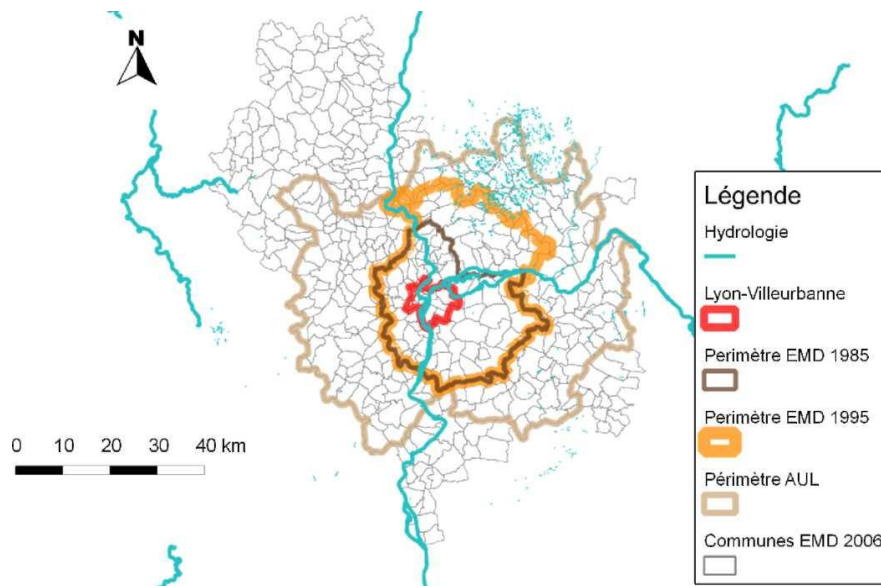 N
0 10 20 30 40 km
Légende
Hydrologie
Lyon-Villeurbanne
Perimètre EMD 1985
Perimètre EMD 1995
Périmètre AUL
Communes EMD 2006